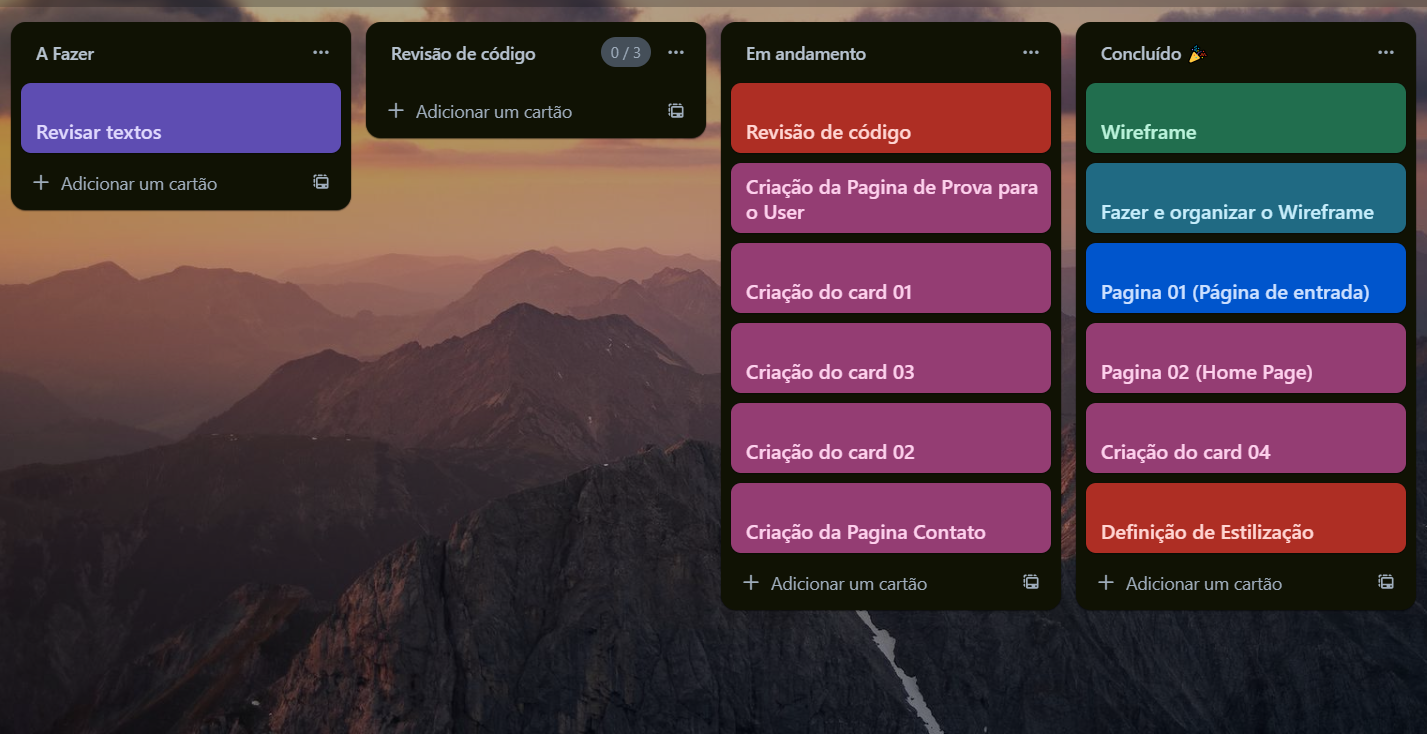 A Fazer
Revisar textos
Adicionar um cartão
Revisão de código
0 / 3
Adicionar um cartão
Em andamento
Revisão de código
Criação da Pagina de Prova para
o User
Criação do card 01
Criação do card 03
Criação do card 02
Criação da Pagina Contato
Adicionar um cartão
Concluído 🎉
Wireframe
Fazer e organizar o Wireframe
Pagina 01 (Página de entrada)
Pagina 02 (Home Page)
Criação do card 04
Definição de Estilização
Adicionar um cartão